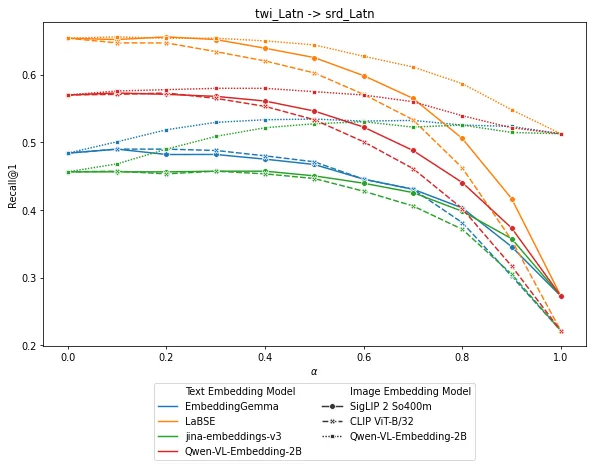 twi_Latn -> srd_Latn
Recall@1
0.6
0.5
0.4
0.3
0.2
0.0 0.2 0.4 0.6 0.8 1.0
α
Text Embedding Model Image Embedding Model
EmbeddingGemma SigLIP 2 So400m
LaBSE CLIP ViT-B/32
jina-embeddings-v3 Qwen-VL-Embedding-2B
Qwen-VL-Embedding-2B